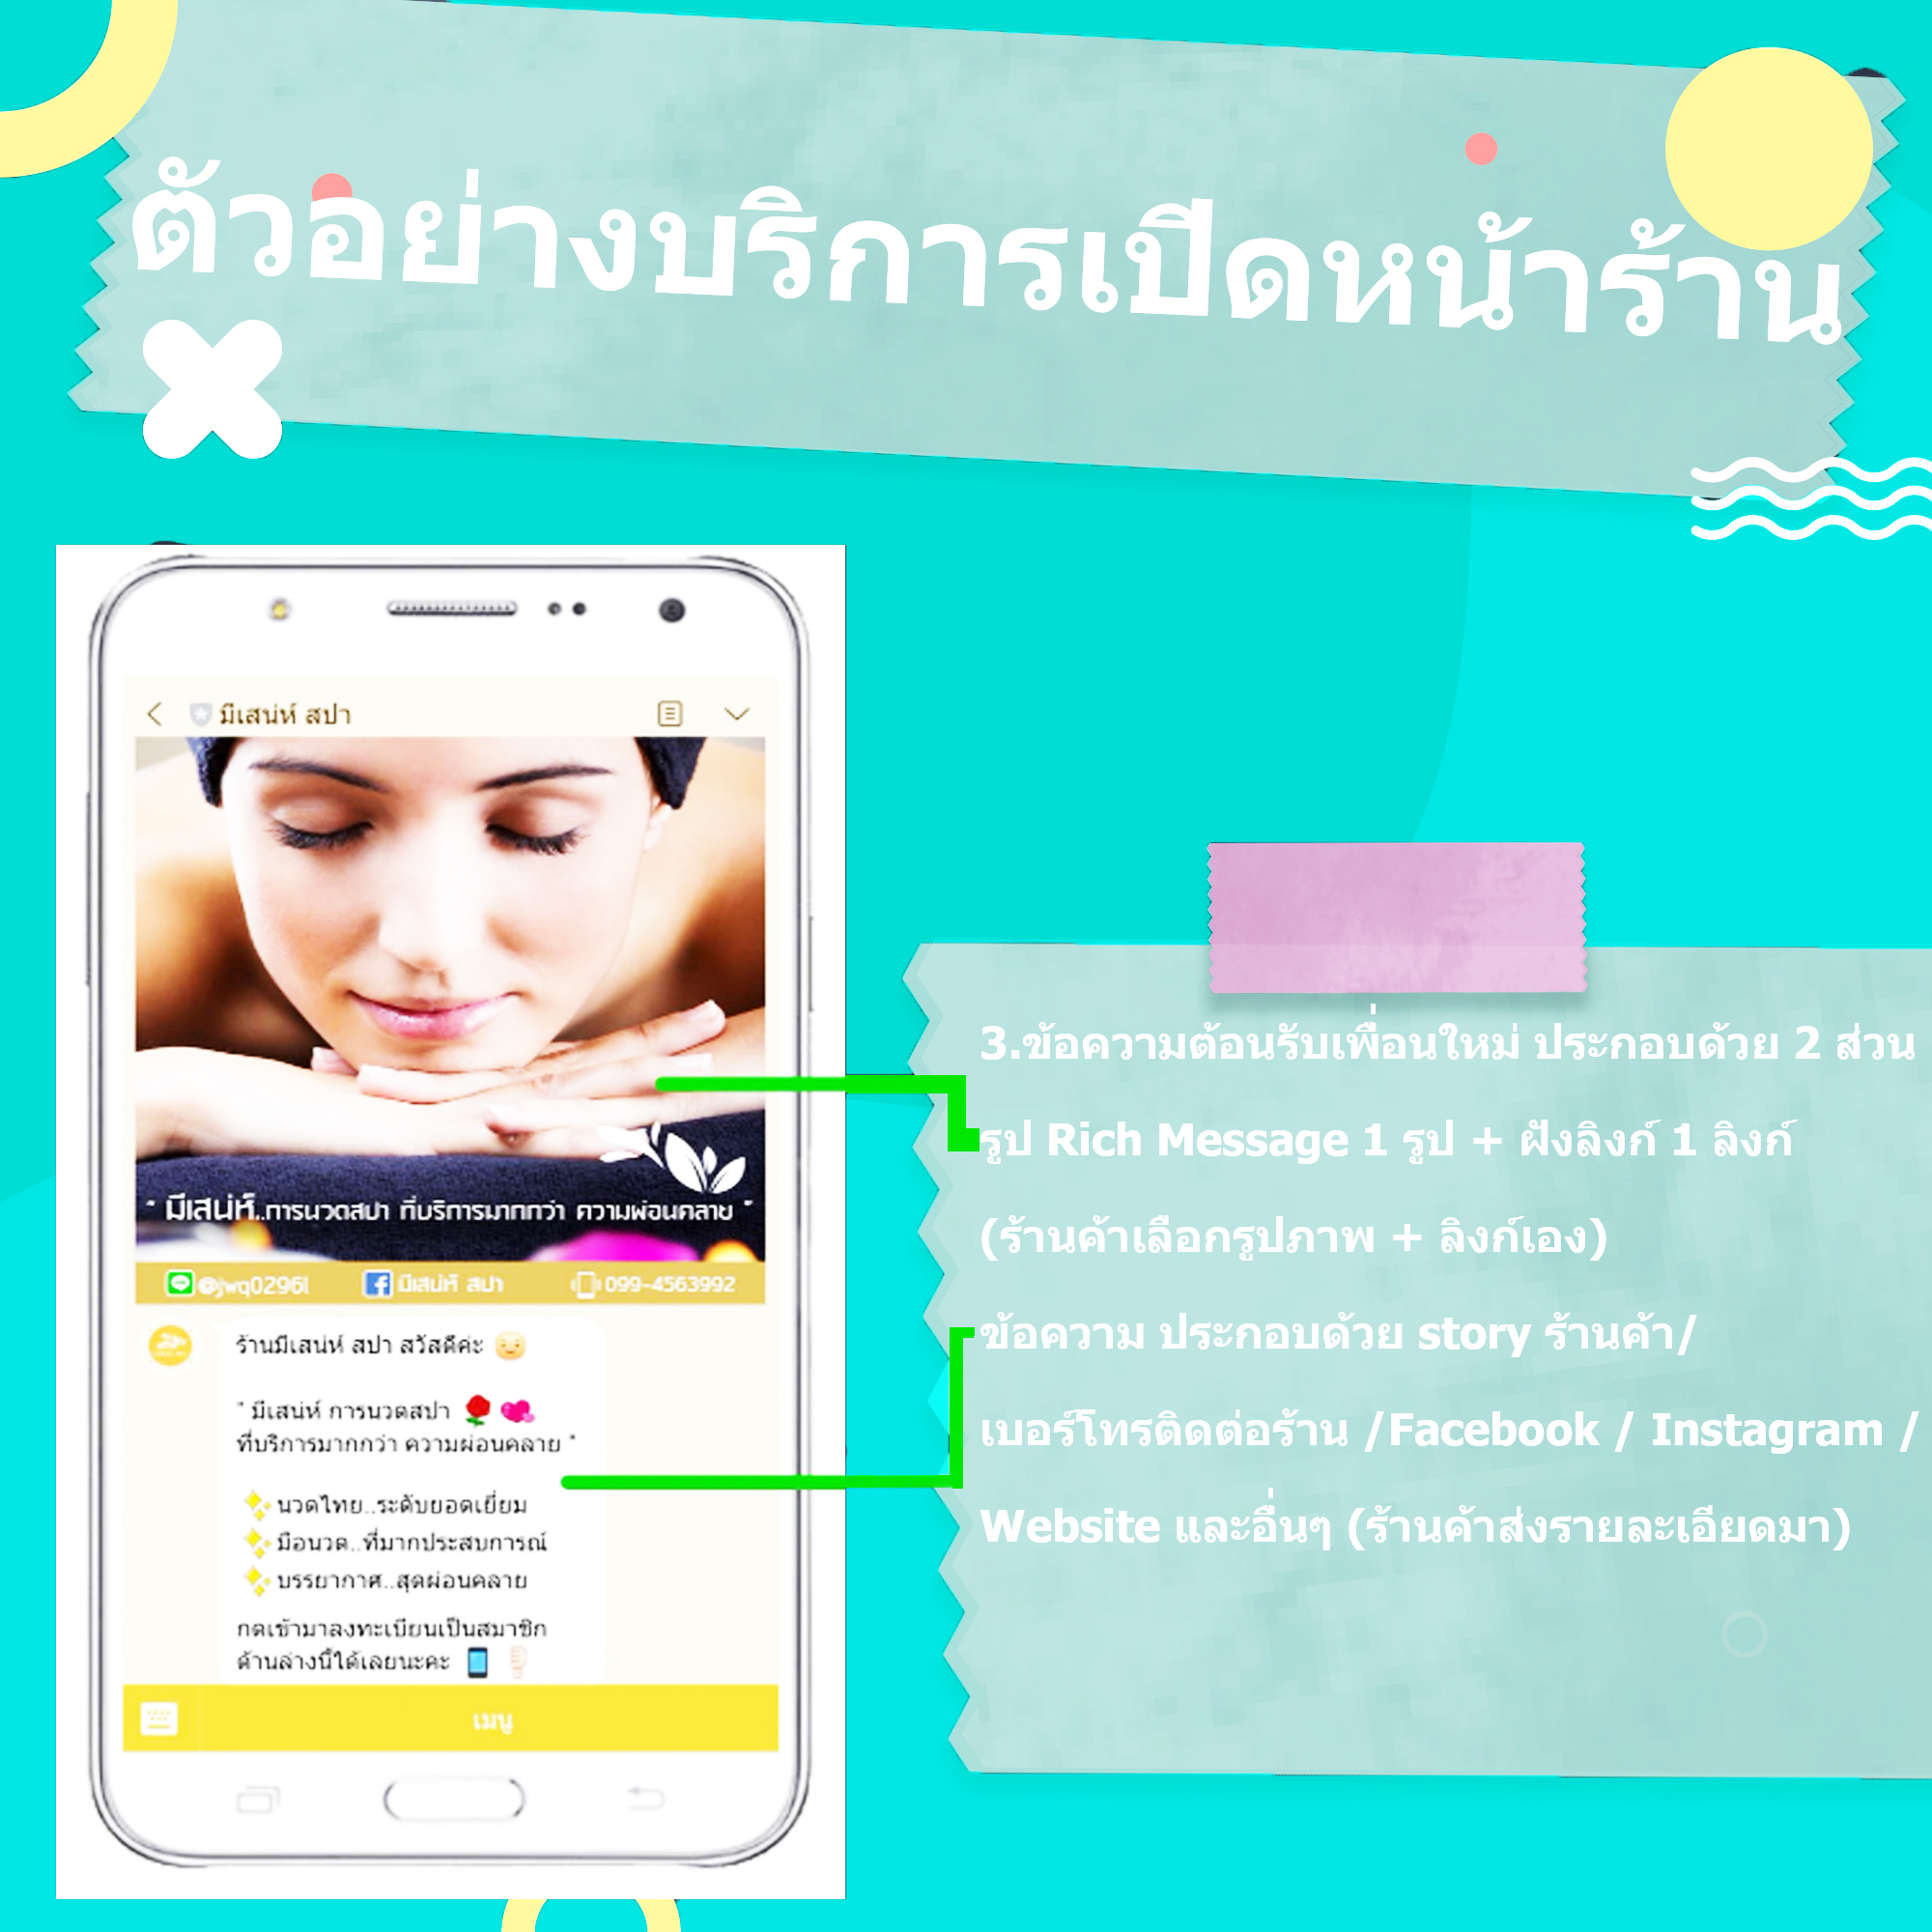 ตัวอย่างบริการเปิดหน้าร้าน
มีเสน่ห์ สปา
" มีเสน่ห์..การนวดสปา ที่บริการมากกว่า ความผ่อนคลาย "
@jwq0296l มีเสน่ห์ สปา 099-4563992
ร้านมีเสน่ห์ สปา สวัสดีค่ะ
" มีเสน่ห์ การนวดสปา
ที่บริการมากกว่า ความผ่อนคลาย "
นวดไทย..ระดับยอดเยี่ยม
มือนวด..ที่มากประสบการณ์
บรรยากาศ..สุดผ่อนคลาย
กดเข้ามาลงทะเบียนเป็นสมาชิก
ด้านล่างนี้ได้เลยนะคะ
เมนู
3.ข้อความต้อนรับเพื่อนใหม่ ประกอบด้วย 2 ส่วน
รูป Rich Message 1 รูป + ฝังลิงก์ 1 ลิงก์
(ร้านค้าเลือกรูปภาพ + ลิงก์เอง)
ข้อความ ประกอบด้วย story ร้านค้า/
เบอร์โทรติดต่อร้าน /Facebook / Instagram /
Website และอื่นๆ (ร้านค้าส่งรายละเอียดมา)